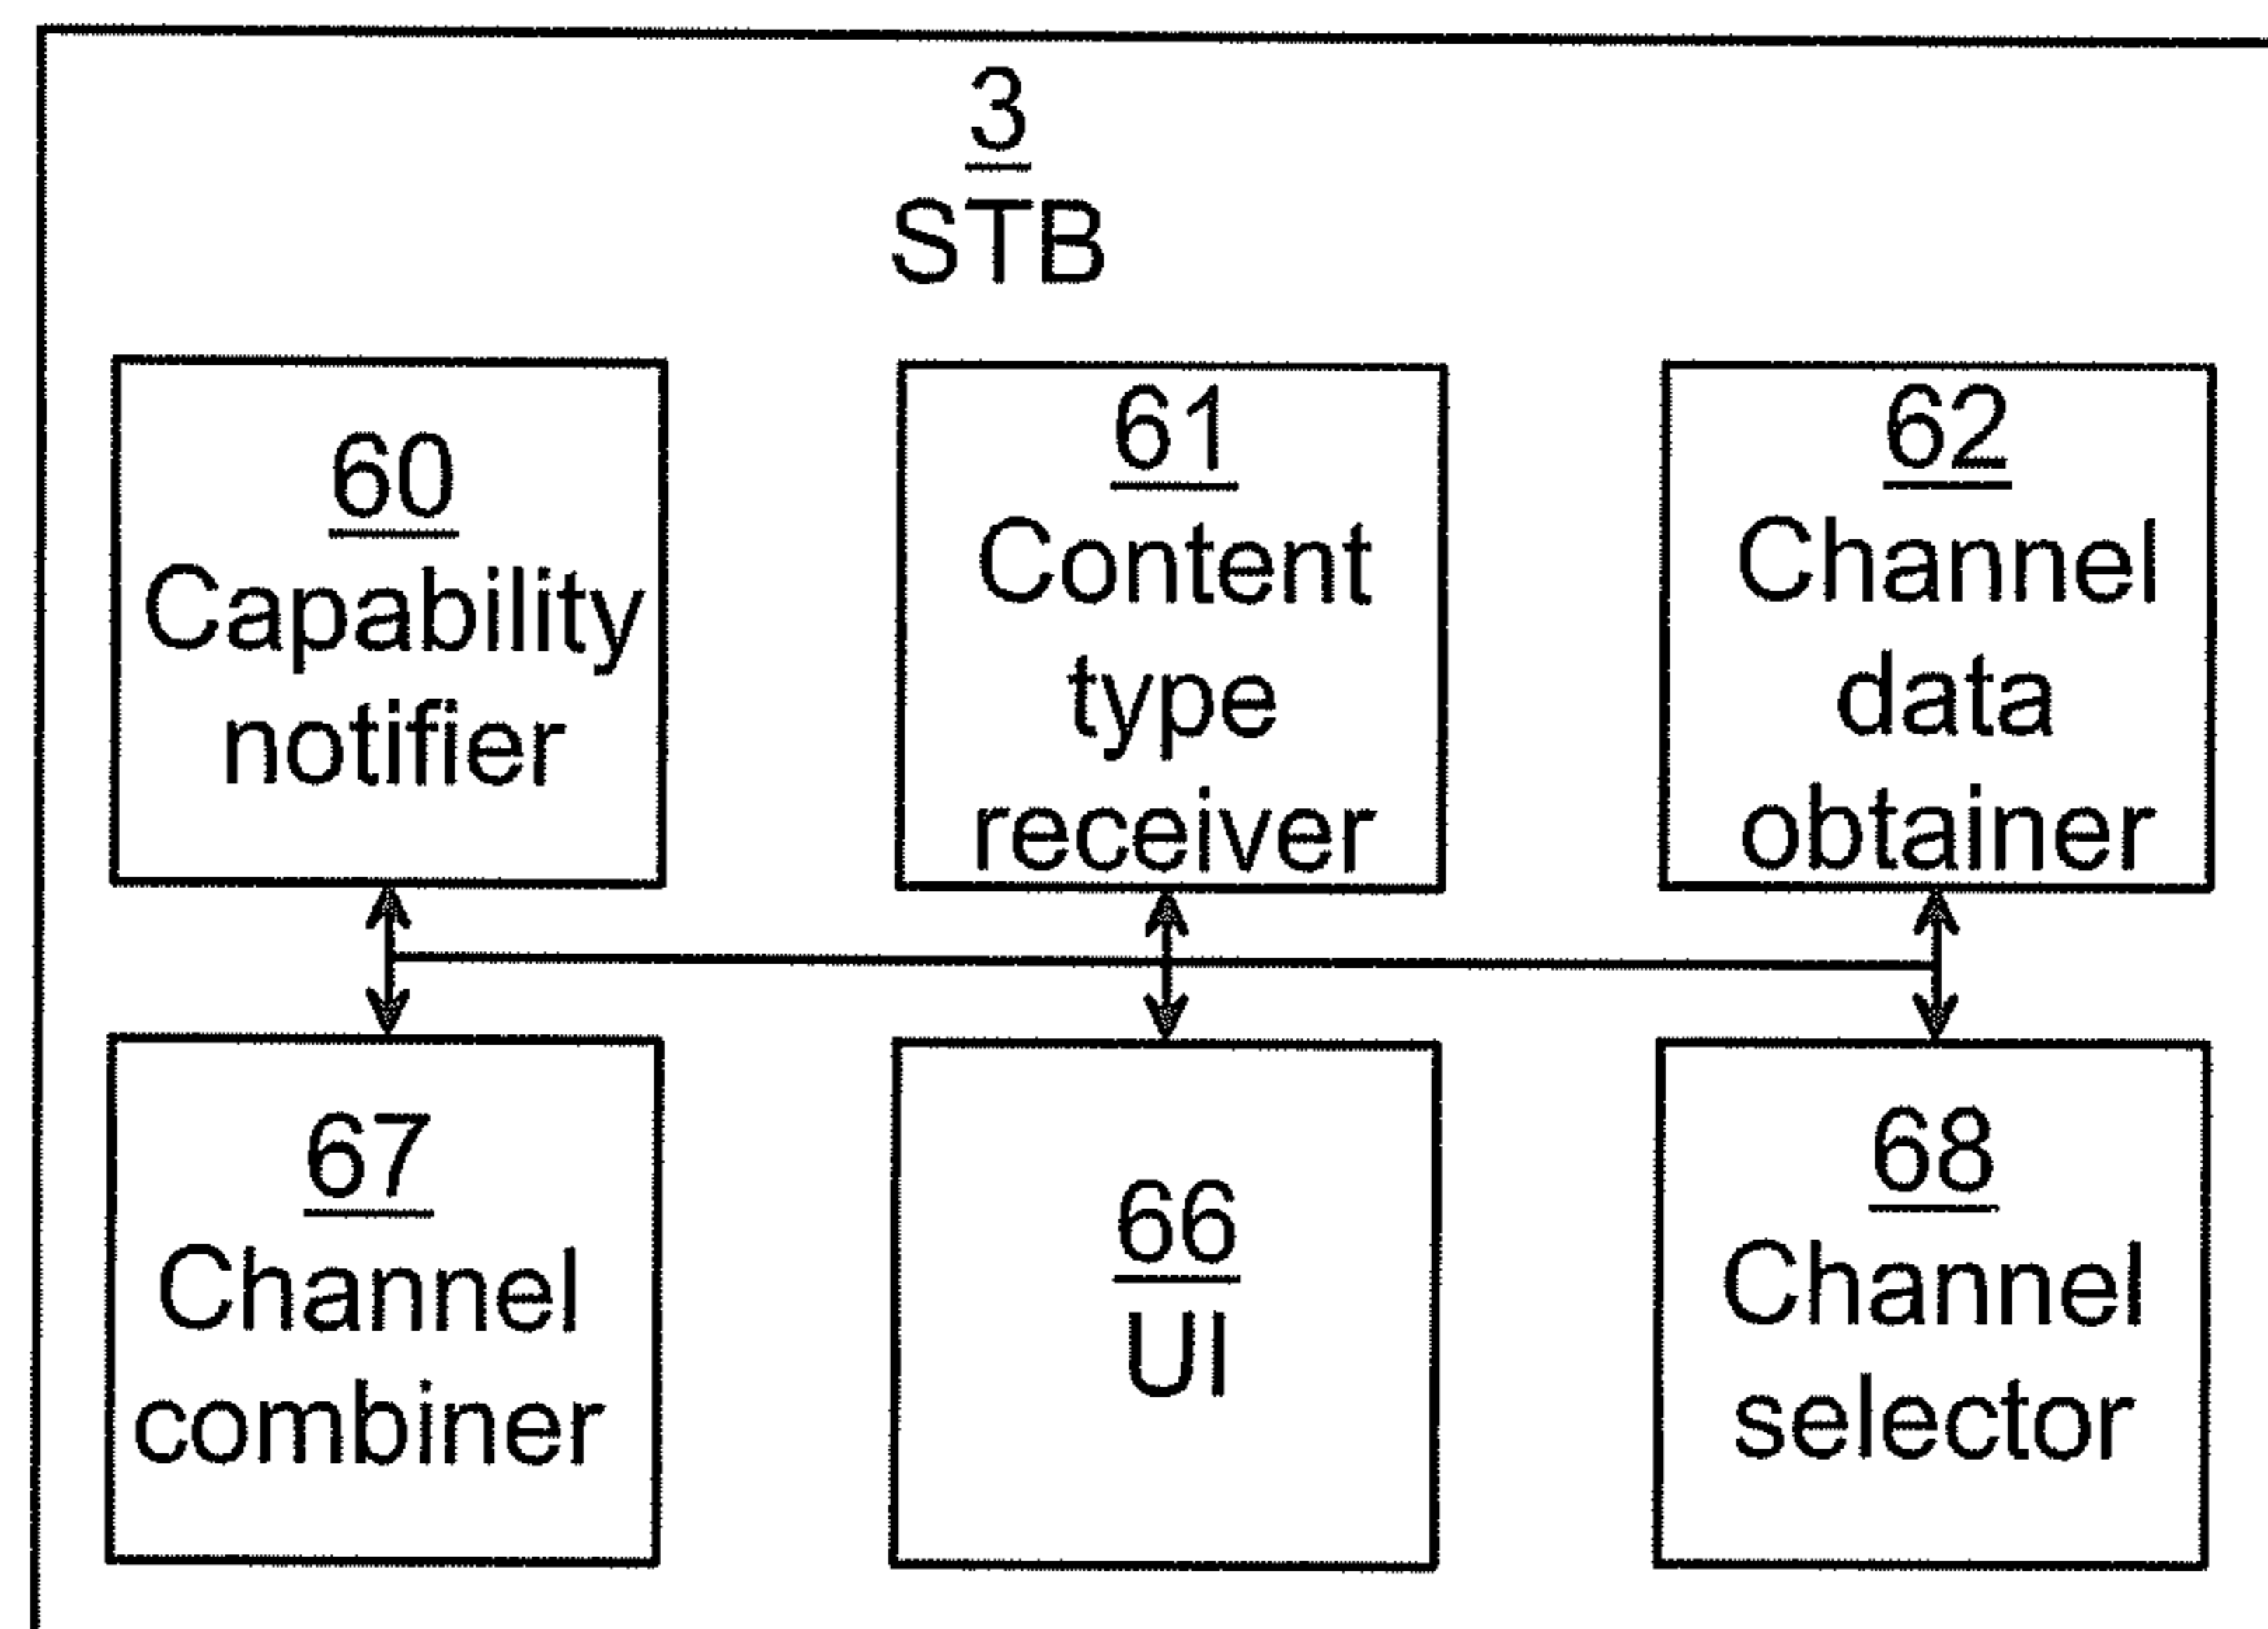 3
STB
60
Capability
notifier
61
Content
type
receiver
62
Channel
data
obtainer
67
Channel
combiner
66
UI
68
Channel
selector